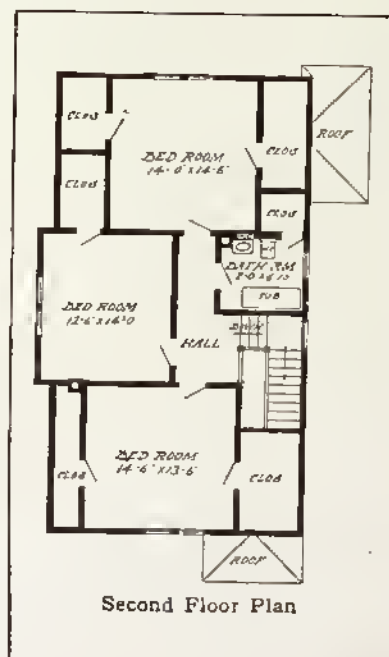 CLOS
ROOF
BED ROOM
14'-0" x 14'-6"
CLOS
CLOS
CLOS
BATH RM
TUB
BED ROOM
12'-6" x 14'-0"
DOWN
HALL
BED ROOM
14'-6" x 13'-6"
CLOS
CLOS
ROOF
Second Floor Plan